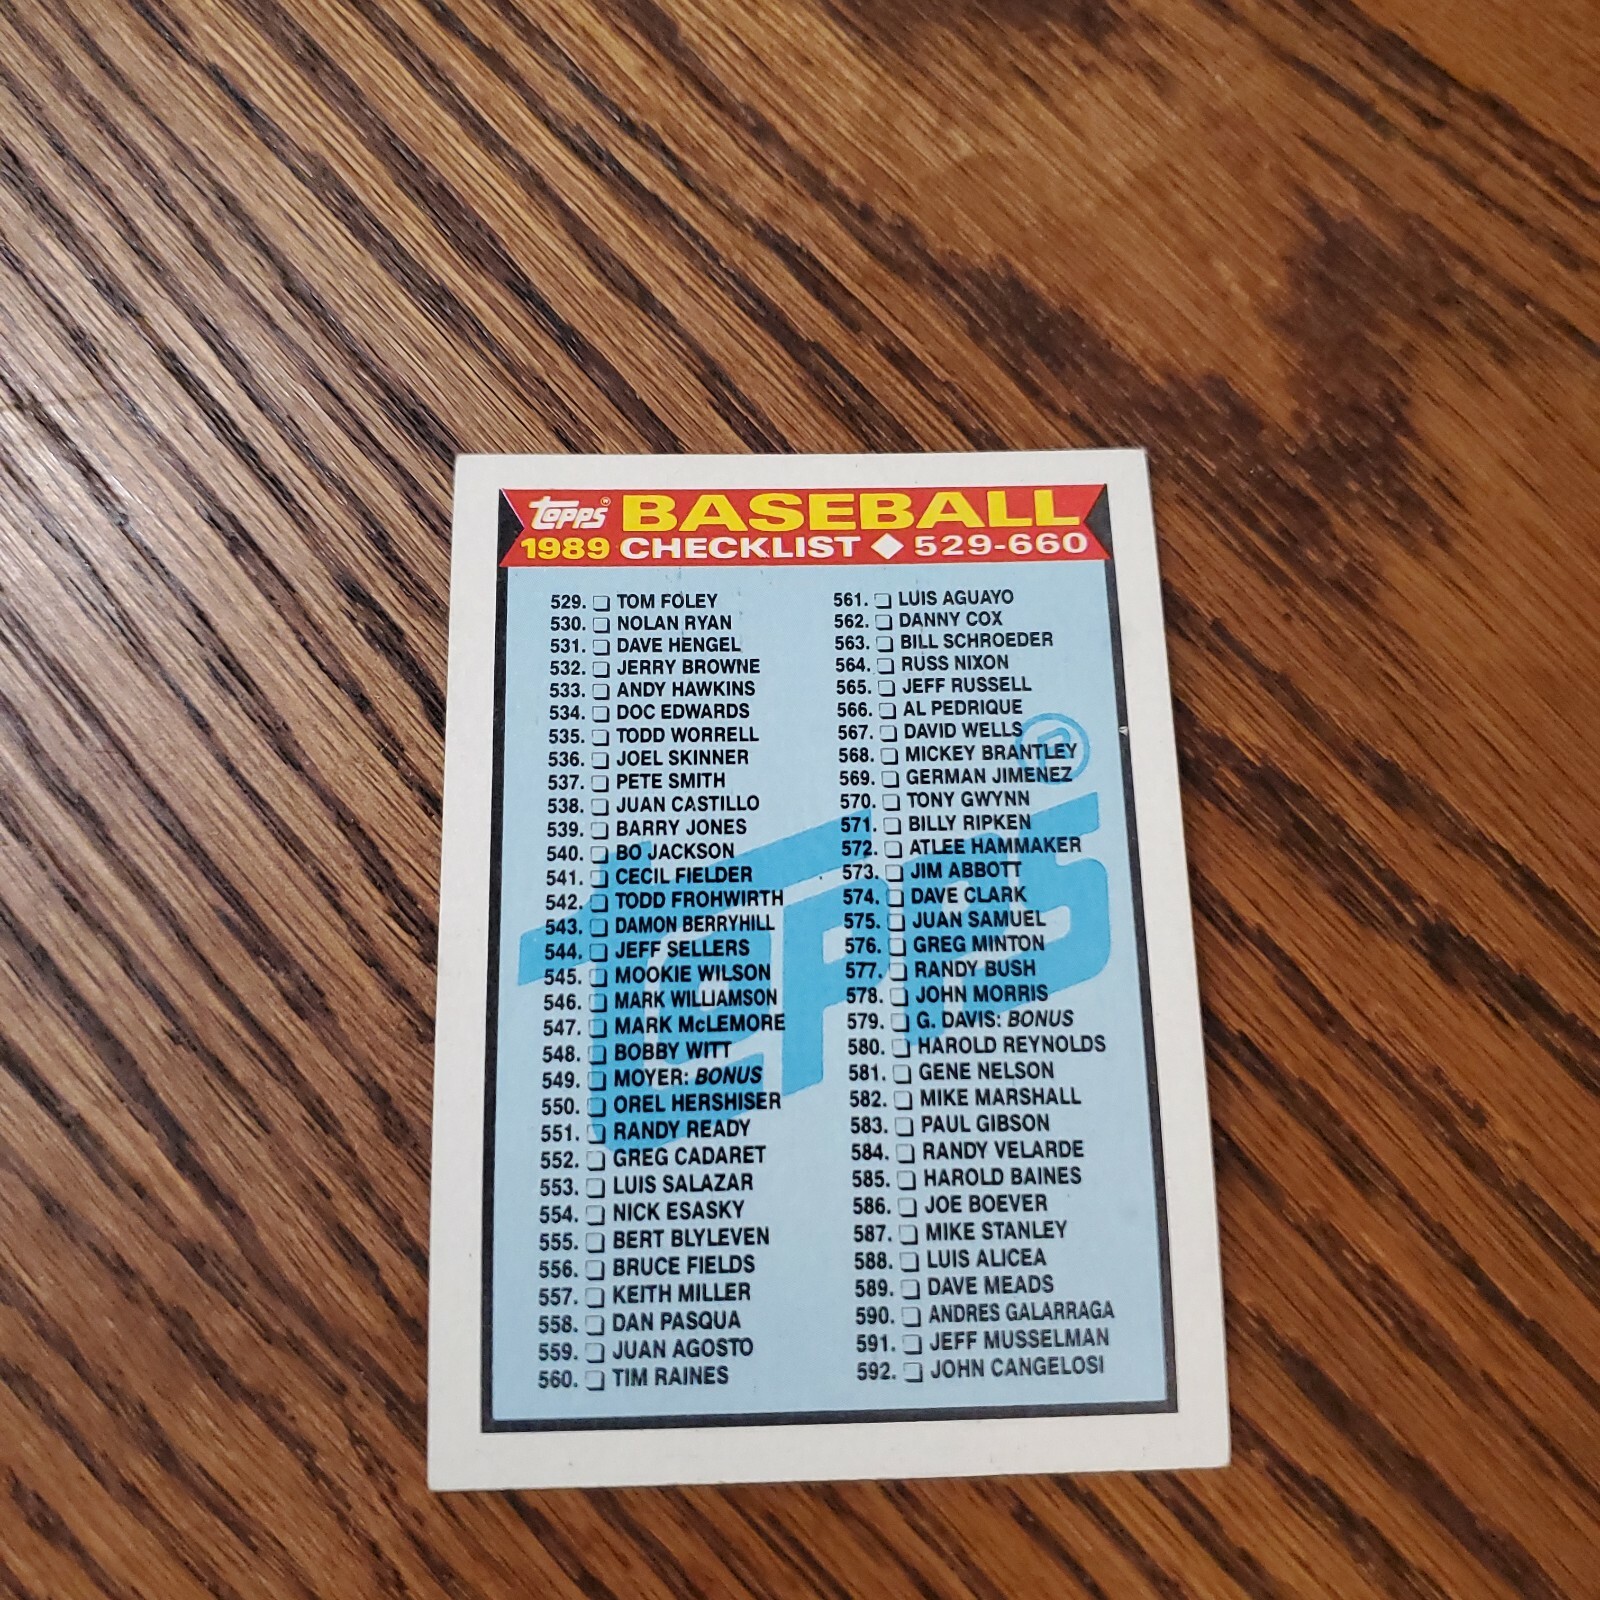 Topps BASEBALL
1989 CHECKLIST ◆ 529-660
529. ☐ TOM FOLEY
530. ☐ NOLAN RYAN
531. ☐ DAVE HENGEL
532. ☐ JERRY BROWNE
533. ☐ ANDY HAWKINS
534. ☐ DOC EDWARDS
535. ☐ TODD WORRELL
536. ☐ JOEL SKINNER
537. ☐ PETE SMITH
538. ☐ JUAN CASTILLO
539. ☐ BARRY JONES
540. ☐ BO JACKSON
541. ☐ CECIL FIELDER
542. ☐ TODD FROHWIRTH
543. ☐ DAMON BERRYHILL
544. ☐ JEFF SELLERS
545. ☐ MOOKIE WILSON
546. ☐ MARK WILLIAMSON
547. ☐ MARK McLEMORE
548. ☐ BOBBY WITT
549. ☐ MOYER: BONUS
550. ☐ OREL HERSHISER
551. ☐ RANDY READY
552. ☐ GREG CADARET
553. ☐ LUIS SALAZAR
554. ☐ NICK ESASKY
555. ☐ BERT BLYLEVEN
556. ☐ BRUCE FIELDS
557. ☐ KEITH MILLER
558. ☐ DAN PASQUA
559. ☐ JUAN AGOSTO
560. ☐ TIM RAINES
561. ☐ LUIS AGUAYO
562. ☐ DANNY COX
563. ☐ BILL SCHROEDER
564. ☐ RUSS NIXON
565. ☐ JEFF RUSSELL
566. ☐ AL PEDRIQUE
567. ☐ DAVID WELLS
568. ☐ MICKEY BRANTLEY
569. ☐ GERMAN JIMENEZ
570. ☐ TONY GWYNN
571. ☐ BILLY RIPKEN
572. ☐ ATLEE HAMMAKER
573. ☐ JIM ABBOTT
574. ☐ DAVE CLARK
575. ☐ JUAN SAMUEL
576. ☐ GREG MINTON
577. ☐ RANDY BUSH
578. ☐ JOHN MORRIS
579. ☐ G. DAVIS: BONUS
580. ☐ HAROLD REYNOLDS
581. ☐ GENE NELSON
582. ☐ MIKE MARSHALL
583. ☐ PAUL GIBSON
584. ☐ RANDY VELARDE
585. ☐ HAROLD BAINES
586. ☐ JOE BOEVER
587. ☐ MIKE STANLEY
588. ☐ LUIS ALICEA
589. ☐ DAVE MEADS
590. ☐ ANDRES GALARRAGA
591. ☐ JEFF MUSSELMAN
592. ☐ JOHN CANGELOSI
Topps®